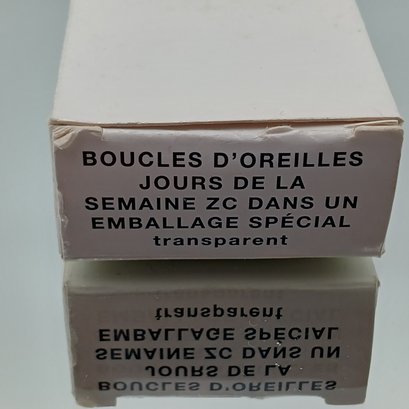 BOUCLES D'OREILLES
JOURS DE LA
SEMAINE ZC DANS UN
EMBALLAGE SPÉCIAL
transparent